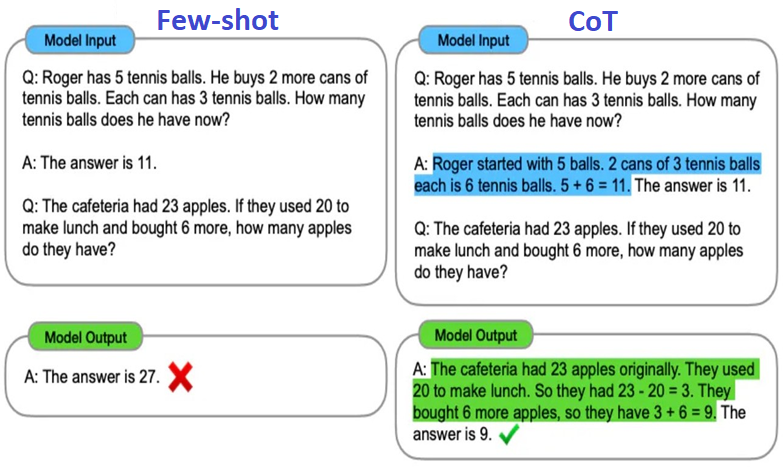 Few-shot
Model Input
Q: Roger has 5 tennis balls. He buys 2 more cans of
tennis balls. Each can has 3 tennis balls. How many
tennis balls does he have now?
A: The answer is 11.
Q: The cafeteria had 23 apples. If they used 20 to
make lunch and bought 6 more, how many apples
do they have?
Model Output
A: The answer is 27.
CoT
Model Input
Q: Roger has 5 tennis balls. He buys 2 more cans of
tennis balls. Each can has 3 tennis balls. How many
tennis balls does he have now?
A: Roger started with 5 balls. 2 cans of 3 tennis balls
each is 6 tennis balls. 5 + 6 = 11. The answer is 11.
Q: The cafeteria had 23 apples. If they used 20 to
make lunch and bought 6 more, how many apples
do they have?
Model Output
A: The cafeteria had 23 apples originally. They used
20 to make lunch. So they had 23 - 20 = 3. They
bought 6 more apples, so they have 3 + 6 = 9. The
answer is 9.